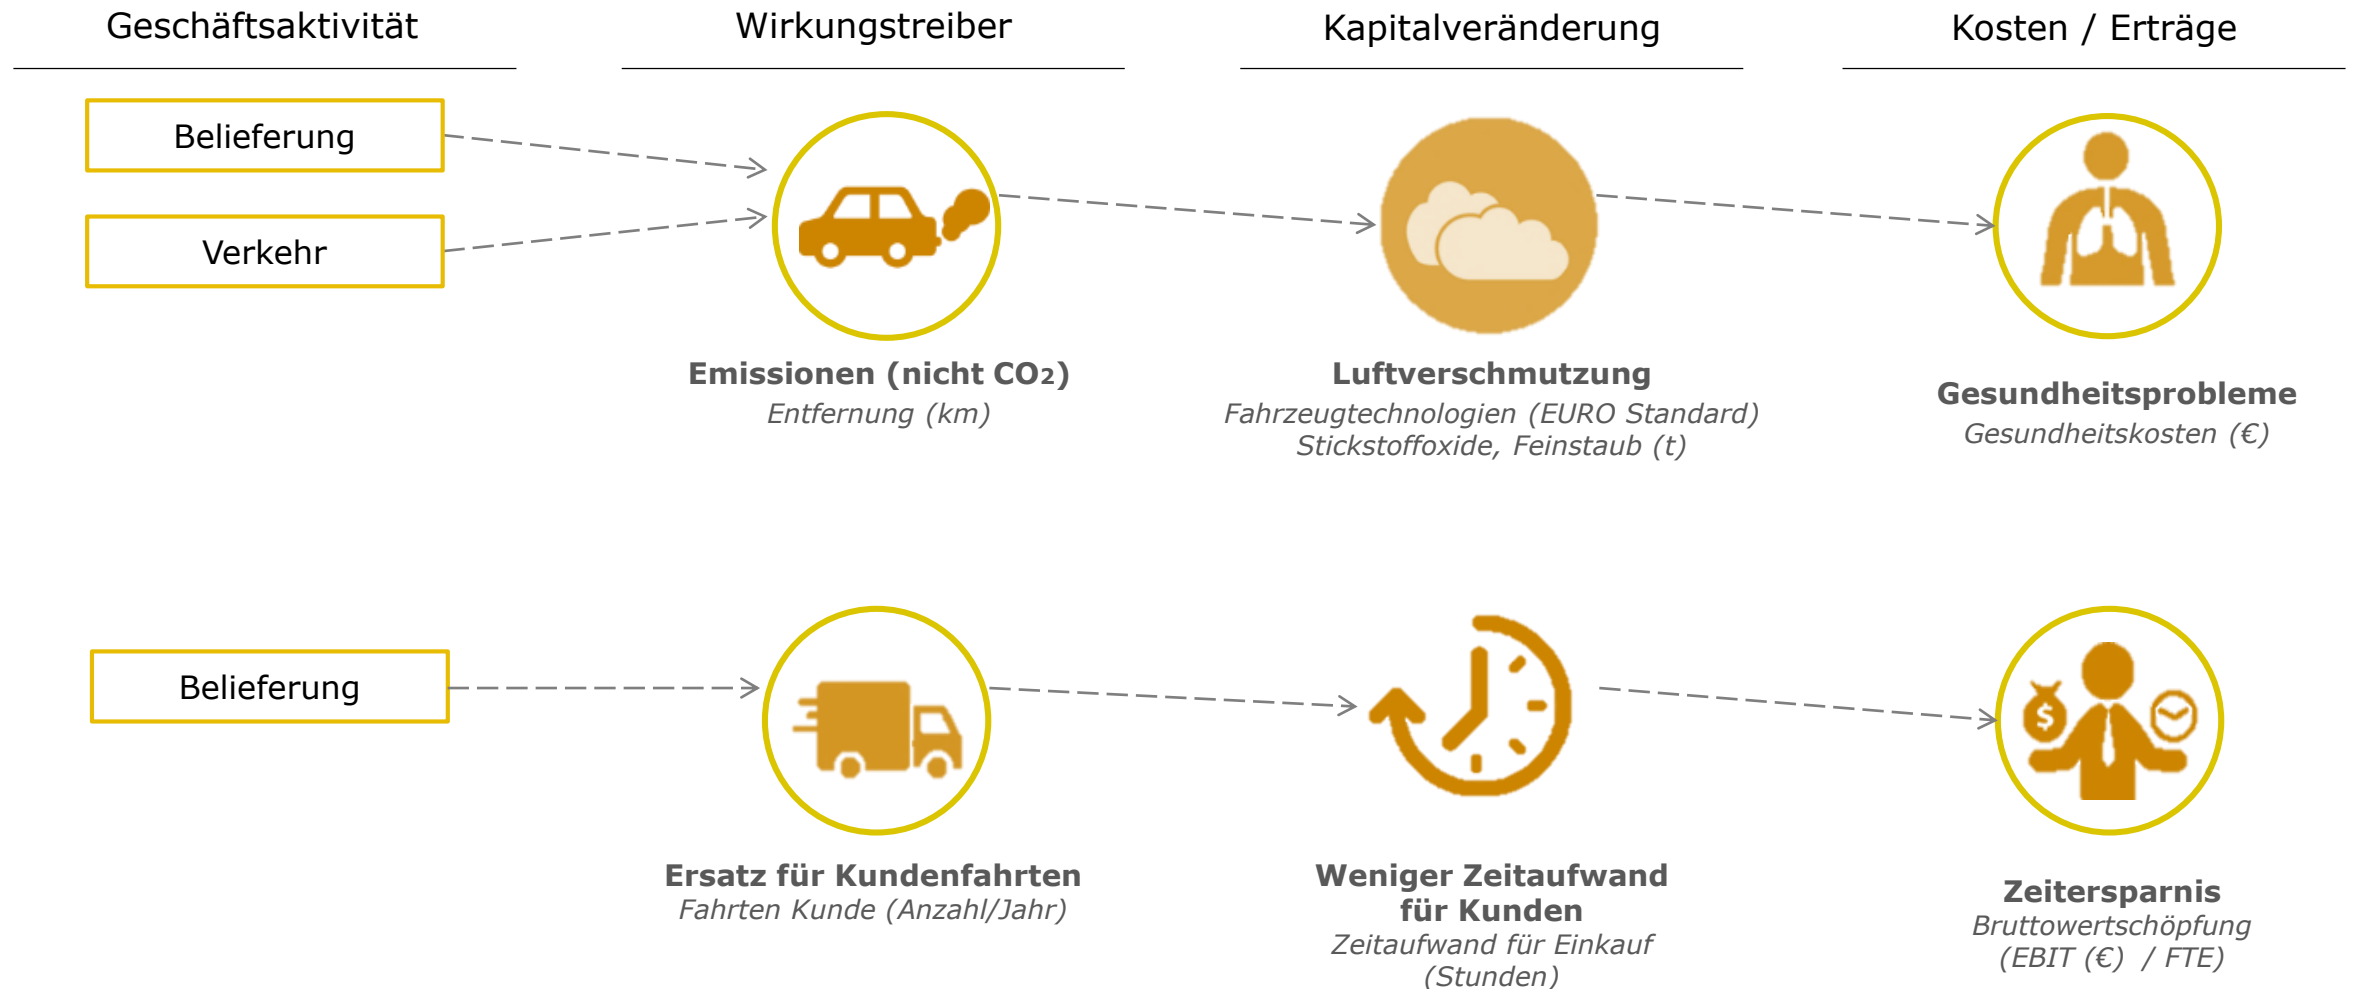 Geschäftsaktivität
Wirkungstreiber
Kapitalveränderung
Kosten / Erträge
Belieferung
Verkehr
Emissionen (nicht CO₂)
Entfernung (km)
Luftverschmutzung
Fahrzeugtechnologien (EURO Standard)
Stickstoffoxide, Feinstaub (t)
Gesundheitsprobleme
Gesundheitskosten (€)
Belieferung
$
Ersatz für Kundenfahrten
Fahrten Kunde (Anzahl/Jahr)
Weniger Zeitaufwand
für Kunden
Zeitaufwand für Einkauf
(Stunden)
Zeitersparnis
Bruttowertschöpfung
(EBIT (€) / FTE)